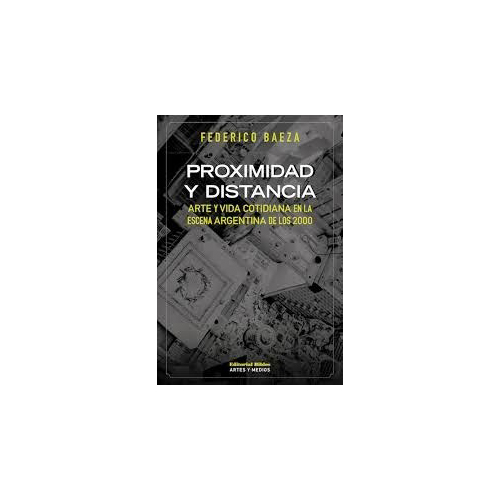 FEDERICO BAEZA
PROXIMIDAD
Y DISTANCIA
ARTE Y VIDA COTIDIANA EN LA
ESCENA ARGENTINA DE LOS 2000
Editorial Biblos
ARTES Y MEDIOS